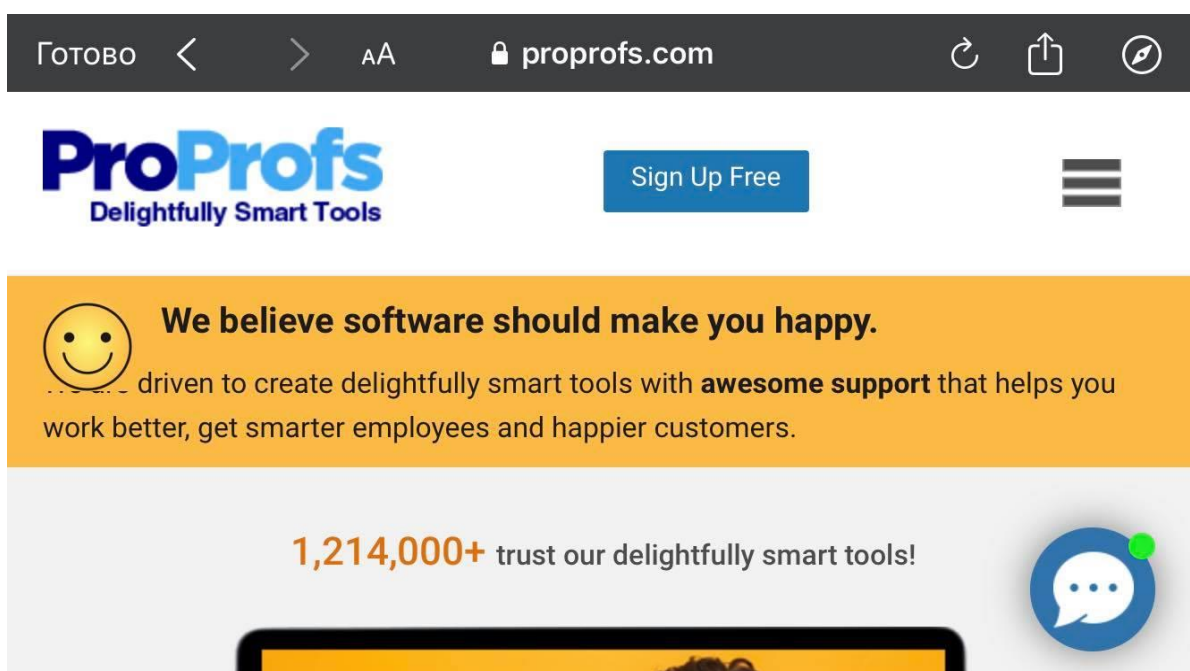 Готово AA proprofs.com
ProProfs
Delightfully Smart Tools
Sign Up Free
We believe software should make you happy.
driven to create delightfully smart tools with awesome support that helps you
work better, get smarter employees and happier customers.
1,214,000+ trust our delightfully smart tools!